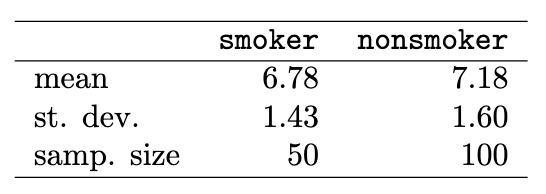 smoker nonsmoker
mean 6.78 7.18
st. dev. 1.43 1.60
samp. size 50 100